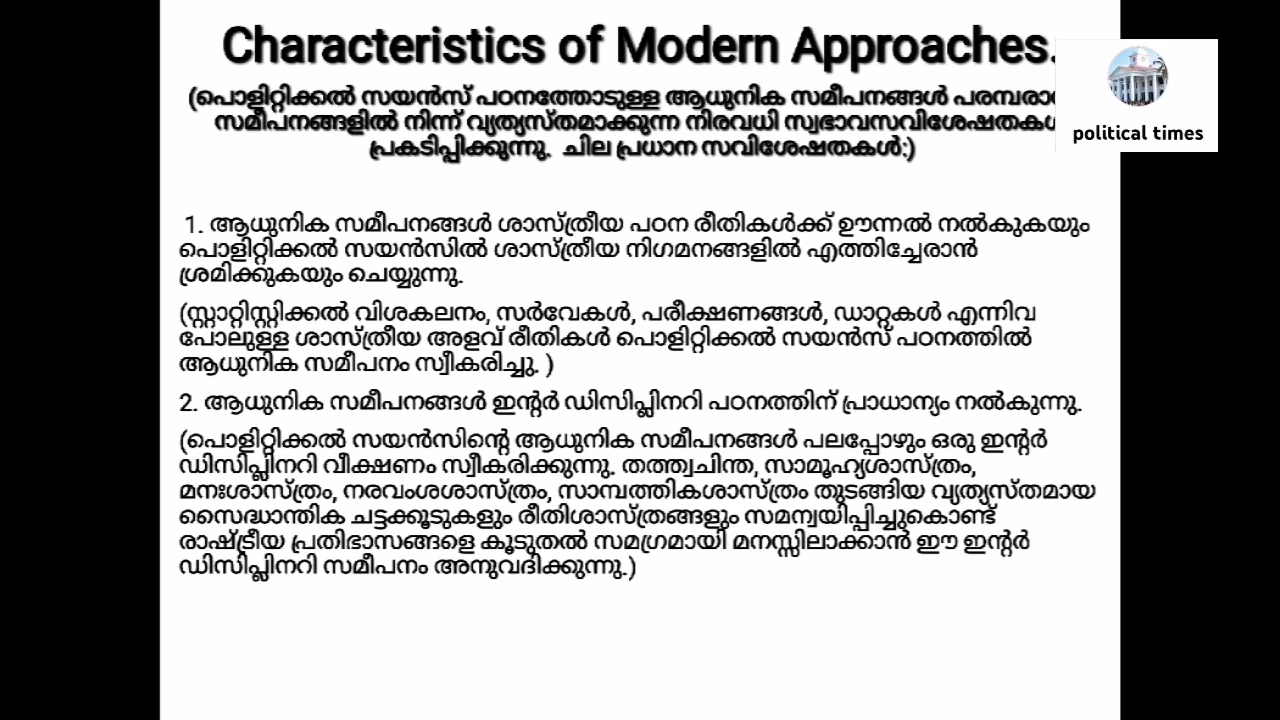 Characteristics of Modern Approaches.
(പൊളിറ്റിക്കൽ സയൻസ് പഠനത്തോടുള്ള ആധുനിക സമീപനങ്ങൾ
സമീപനങ്ങളിൽ നിന്ന് വ്യത്യസ്തമാക്കുന്ന നിരവധി
പ്രകടിപ്പിക്കുന്നു. ചില പ്രധാന സവിശേഷതകൾ:)
political times
1. ആധുനിക സമീപനങ്ങൾ ശാസ്ത്രീയ പഠന രീതികൾക്ക് ഊന്നൽ നൽകുകയും
പൊളിറ്റിക്കൽ സയൻസിൽ ശാസ്ത്രീയ നിഗമനങ്ങളിൽ എത്തിച്ചേരാൻ
ശ്രമിക്കുകയും ചെയ്യുന്നു.
(സ്റ്റാറ്റിസ്റ്റിക്കൽ വിശകലനം, സർവേകൾ, പരീക്ഷണങ്ങൾ, ഡാറ്റകൾ എന്നിവ
പോലുള്ള ശാസ്ത്രീയ അളവ് രീതികൾ പൊളിറ്റിക്കൽ സയൻസ് പഠനത്തിൽ
ആധുനിക സമീപനം സ്വീകരിച്ചു. )
2. ആധുനിക സമീപനങ്ങൾ ഇന്റർ ഡിസിപ്ലിനറി പഠനത്തിന് പ്രാധാന്യം നൽകുന്നു.
(പൊളിറ്റിക്കൽ സയൻസിന്റെ ആധുനിക സമീപനങ്ങൾ പലപ്പോഴും ഒരു ഇന്റർ
ഡിസിപ്ലിനറി വീക്ഷണം സ്വീകരിക്കുന്നു. തത്ത്വചിന്ത, സാമൂഹ്യശാസ്ത്രം,
മനഃശാസ്ത്രം, നരവംശശാസ്ത്രം, സാമ്പത്തികശാസ്ത്രം തുടങ്ങിയ വ്യത്യസ്തമായ
സൈദ്ധാന്തിക ചട്ടക്കൂടുകളും രീതിശാസ്ത്രങ്ങളും സമന്വയിപ്പിച്ചുകൊണ്ട്
രാഷ്ട്രീയ പ്രതിഭാസങ്ങളെ കൂടുതൽ സമഗ്രമായി മനസ്സിലാക്കാൻ ഈ ഇന്റർ
ഡിസിപ്ലിനറി സമീപനം അനുവദിക്കുന്നു.)